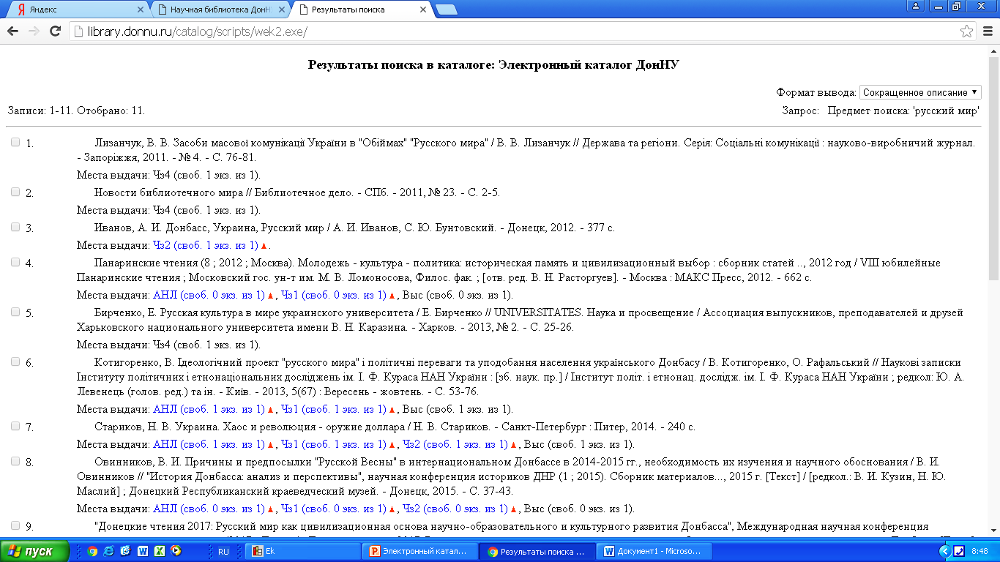 Яндекс
Научная библиотека ДонН
Результаты поиска
library.donnu.ru/catalog/scripts/wek2.exe/
Результаты поиска в каталоге: Электронный каталог ДонНУ
Формат вывода: Сокращенное описание
Записи: 1-11. Отобрано: 11.
Запрос: Предмет поиска: 'русский мир'
1. Лизанчук, В. В. Засоби масової комунікації України в "Обіймах" "Русского мира" / В. В. Лизанчук // Держава та регіони. Серія: Соціальні комунікації : науково-виробничий журнал.
- Запоріжжя, 2011. - № 4. - С. 76-81.
Места выдачи: Чз4 (своб. 1 экз. из 1).
2. Новости библиотечного мира // Библиотечное дело. - СПб. - 2011, № 23. - С. 2-5.
Места выдачи: Чз4 (своб. 1 экз. из 1).
3. Иванов, А. И. Донбасс, Украина, Русский мир / А. И. Иванов, С. Ю. Бунтовский. - Донецк, 2012. - 377 с.
Места выдачи: Чз2 (своб. 1 экз. из 1) .
4. Панаринские чтения (8 ; 2012 ; Москва). Молодежь - культура - политика: историческая память и цивилизационный выбор : сборник статей .., 2012 год / VIII юбилейные
Панаринские чтения ; Московский гос. ун-т им. М. В. Ломоносова, Филос. фак. ; [отв. ред. В. Н. Расторгуев]. - Москва : МАКС Пресс, 2012. - 662 с.
Места выдачи: АНЛ (своб. 0 экз. из 1) , Чз1 (своб. 0 экз. из 1) , Выс (своб. 0 экз. из 1).
5. Бирченко, Е. Русская культура в мире украинского университета / Е. Бирченко // UNIVERSITATES. Наука и просвещение / Ассоциация выпускников, преподавателей и друзей
Харьковского национального университета имени В. Н. Каразина. - Харков. - 2013, № 2. - С. 25-26.
Места выдачи: Чз4 (своб. 1 экз. из 1).
6. Котигоренко, В. Ідеологічний проект "русского мира" і політичні переваги та уподобання населення українського Донбасу / В. Котигоренко, О. Рафальський // Наукові записки
Інституту політичних і етнонаціональних досліджень ім. І. Ф. Кураса НАН України : [зб. наук. пр.] / Інститут політ. і етнонац. дослідж. ім. І. Ф. Кураса НАН України ; редкол: Ю. А.
Левенець (голов. ред.) та ін. - Київ. - 2013, 5(67) : Вересень - жовтень. - С. 53-76.
Места выдачи: АНЛ (своб. 1 экз. из 1) , Чз1 (своб. 1 экз. из 1) , Выс (своб. 1 экз. из 1).
7. Стариков, Н. В. Украина. Хаос и революция - оружие доллара / Н. В. Стариков. - Санкт-Петербург : Питер, 2014. - 240 с.
Места выдачи: АНЛ (своб. 1 экз. из 1) , Чз1 (своб. 1 экз. из 1) , Чз2 (своб. 1 экз. из 1) , Выс (своб. 1 экз. из 1).
8. Овинников, В. И. Причины и предпосылки "Русской Весны" в интернациональном Донбассе в 2014-2015 гг., необходимость их изучения и научного обоснования / В. И.
Овинников // "История Донбасса: анализ и перспективы", научная конференция историков ДНР (1 ; 2015). Сборник материалов..., 2015 г. [Текст] / [редкол.: В. И. Кузин, Н. Ю.
Маслий] ; Донецкий Республиканский краеведческий музей. - Донецк, 2015. - С. 37-43.
Места выдачи: АНЛ (своб. 0 экз. из 1) , Чз1 (своб. 0 экз. из 1) , Чз2 (своб. 0 экз. из 1) , Выс (своб. 0 экз. из 1).
9. "Донецкие чтения 2017: Русский мир как цивилизационная основа научно-образовательного и культурного развития Донбасса", Международная научная конференция
пуск
RU
Ek
Электронный катал...
Результаты поиска ...
Документ1 - Microso...
8:48